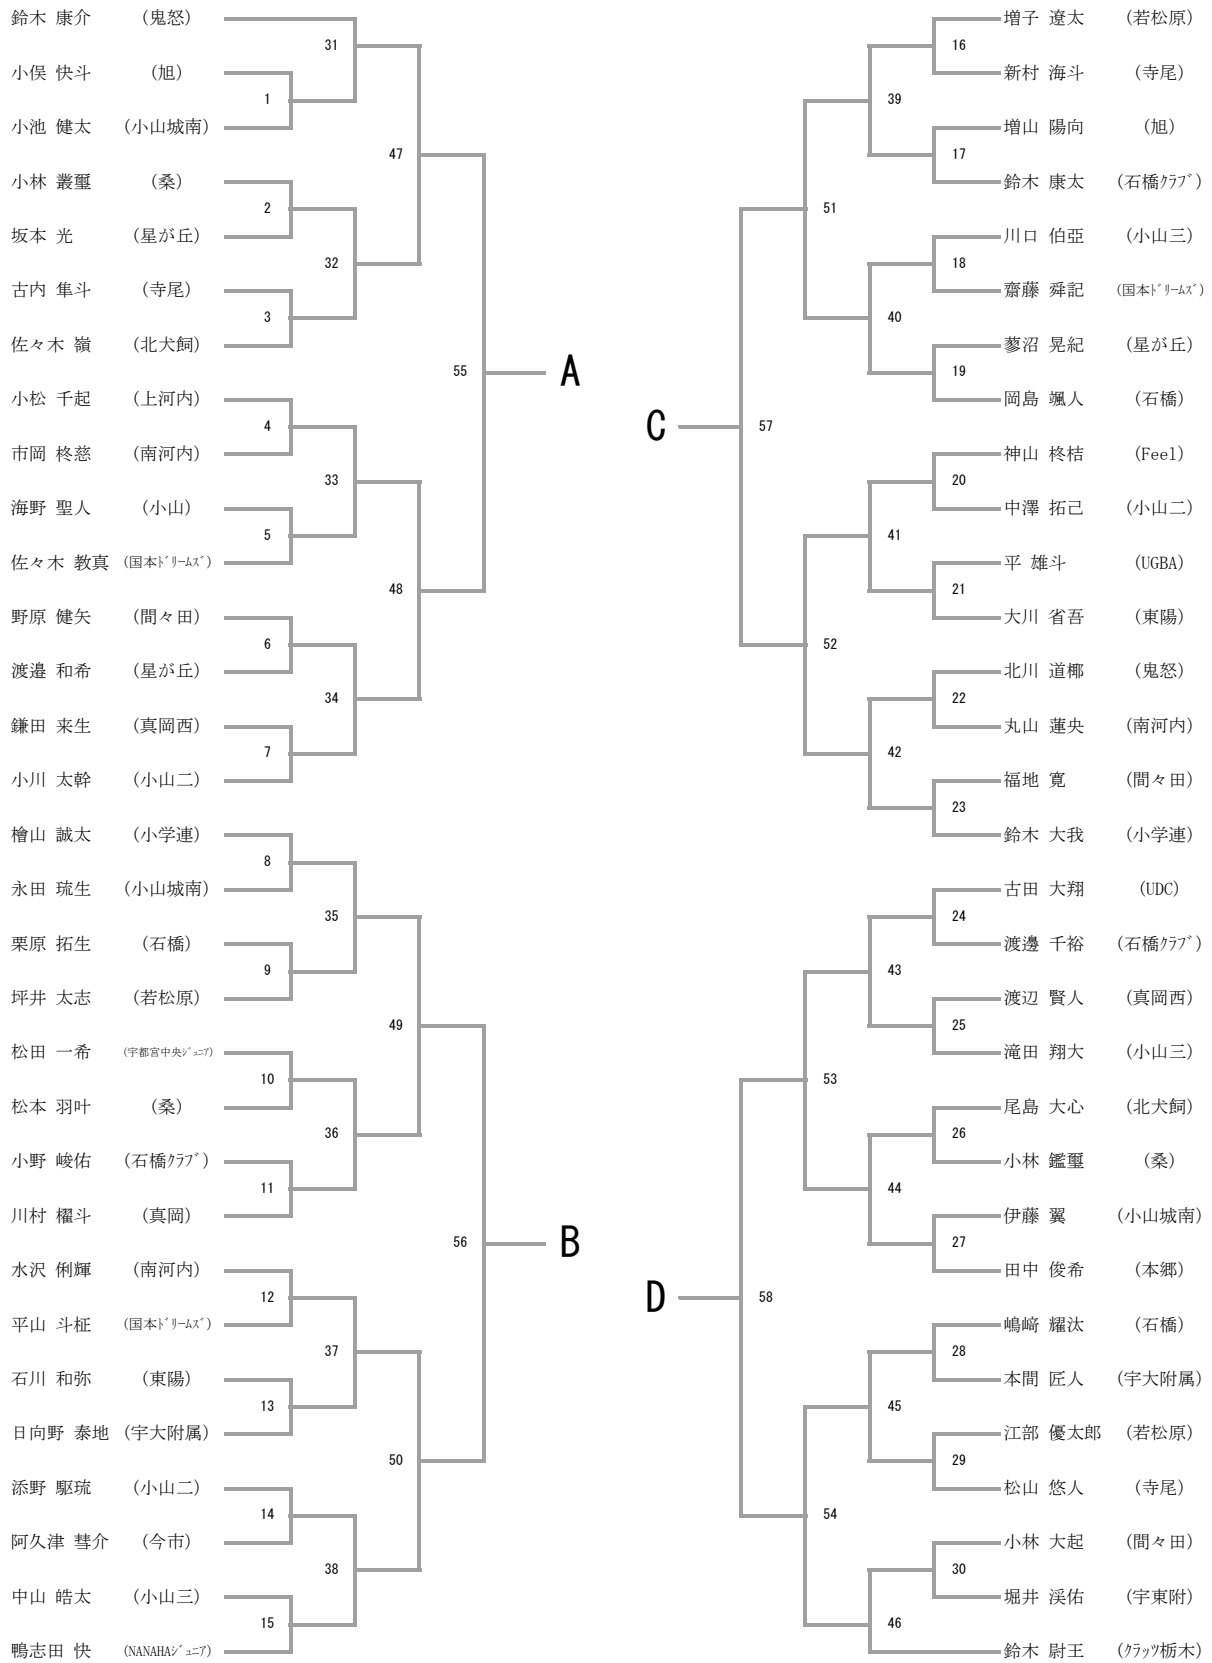 鈴木 康介 (鬼怒)
31
小俣 快斗 (旭)
1
小池 健太 (小山城南)
47
小林 叢璽 (桑)
2
坂本 光 (星が丘)
32
古内 隼斗 (寺尾)
3
佐々木 嶺 (北犬飼)
55
A
小松 千起 (上河内)
4
市岡 柊慈 (南河内)
33
海野 聖人 (小山)
5
佐々木 教真 (国本ﾄﾞﾘｰﾑｽﾞ)
48
野原 健矢 (間々田)
6
渡邉 和希 (星が丘)
34
鎌田 来生 (真岡西)
7
小川 太幹 (小山二)
檜山 誠太 (小学連)
8
永田 琉生 (小山城南)
35
栗原 拓生 (石橋)
9
坪井 太志 (若松原)
49
松田 一希 (宇都宮中央ｼﾞｭﾆｱ)
10
松本 羽叶 (桑)
36
小野 峻佑 (石橋ｸﾗﾌﾞ)
11
川村 櫂斗 (真岡)
56
B
水沢 俐輝 (南河内)
12
平山 斗柾 (国本ﾄﾞﾘｰﾑｽﾞ)
37
石川 和弥 (東陽)
13
日向野 泰地 (宇大附属)
50
添野 駆琉 (小山二)
14
阿久津 彗介 (今市)
38
中山 皓太 (小山三)
15
鴨志田 快 (NANAHAｼﾞｭﾆｱ)
増子 遼太 (若松原)
16
新村 海斗 (寺尾)
39
増山 陽向 (旭)
17
鈴木 康太 (石橋ｸﾗﾌﾞ)
51
川口 伯亞 (小山三)
18
齋藤 舜記 (国本ﾄﾞﾘｰﾑｽﾞ)
40
蓼沼 晃紀 (星が丘)
19
岡島 颯人 (石橋)
C
57
神山 柊桔 (Feel)
20
中澤 拓己 (小山二)
41
平 雄斗 (UGBA)
21
大川 省吾 (東陽)
52
北川 道椰 (鬼怒)
22
丸山 蓮央 (南河内)
42
福地 寛 (間々田)
23
鈴木 大我 (小学連)
古田 大翔 (UDC)
24
渡邊 千裕 (石橋ｸﾗﾌﾞ)
43
渡辺 賢人 (真岡西)
25
滝田 翔大 (小山三)
53
尾島 大心 (北犬飼)
26
小林 鑑璽 (桑)
44
伊藤 翼 (小山城南)
27
田中 俊希 (本郷)
D
58
嶋﨑 耀汰 (石橋)
28
本間 匠人 (宇大附属)
45
江部 優太郎 (若松原)
29
松山 悠人 (寺尾)
54
小林 大起 (間々田)
30
堀井 渓佑 (宇東附)
46
鈴木 尉王 (ｸﾗｯﾂ栃木)